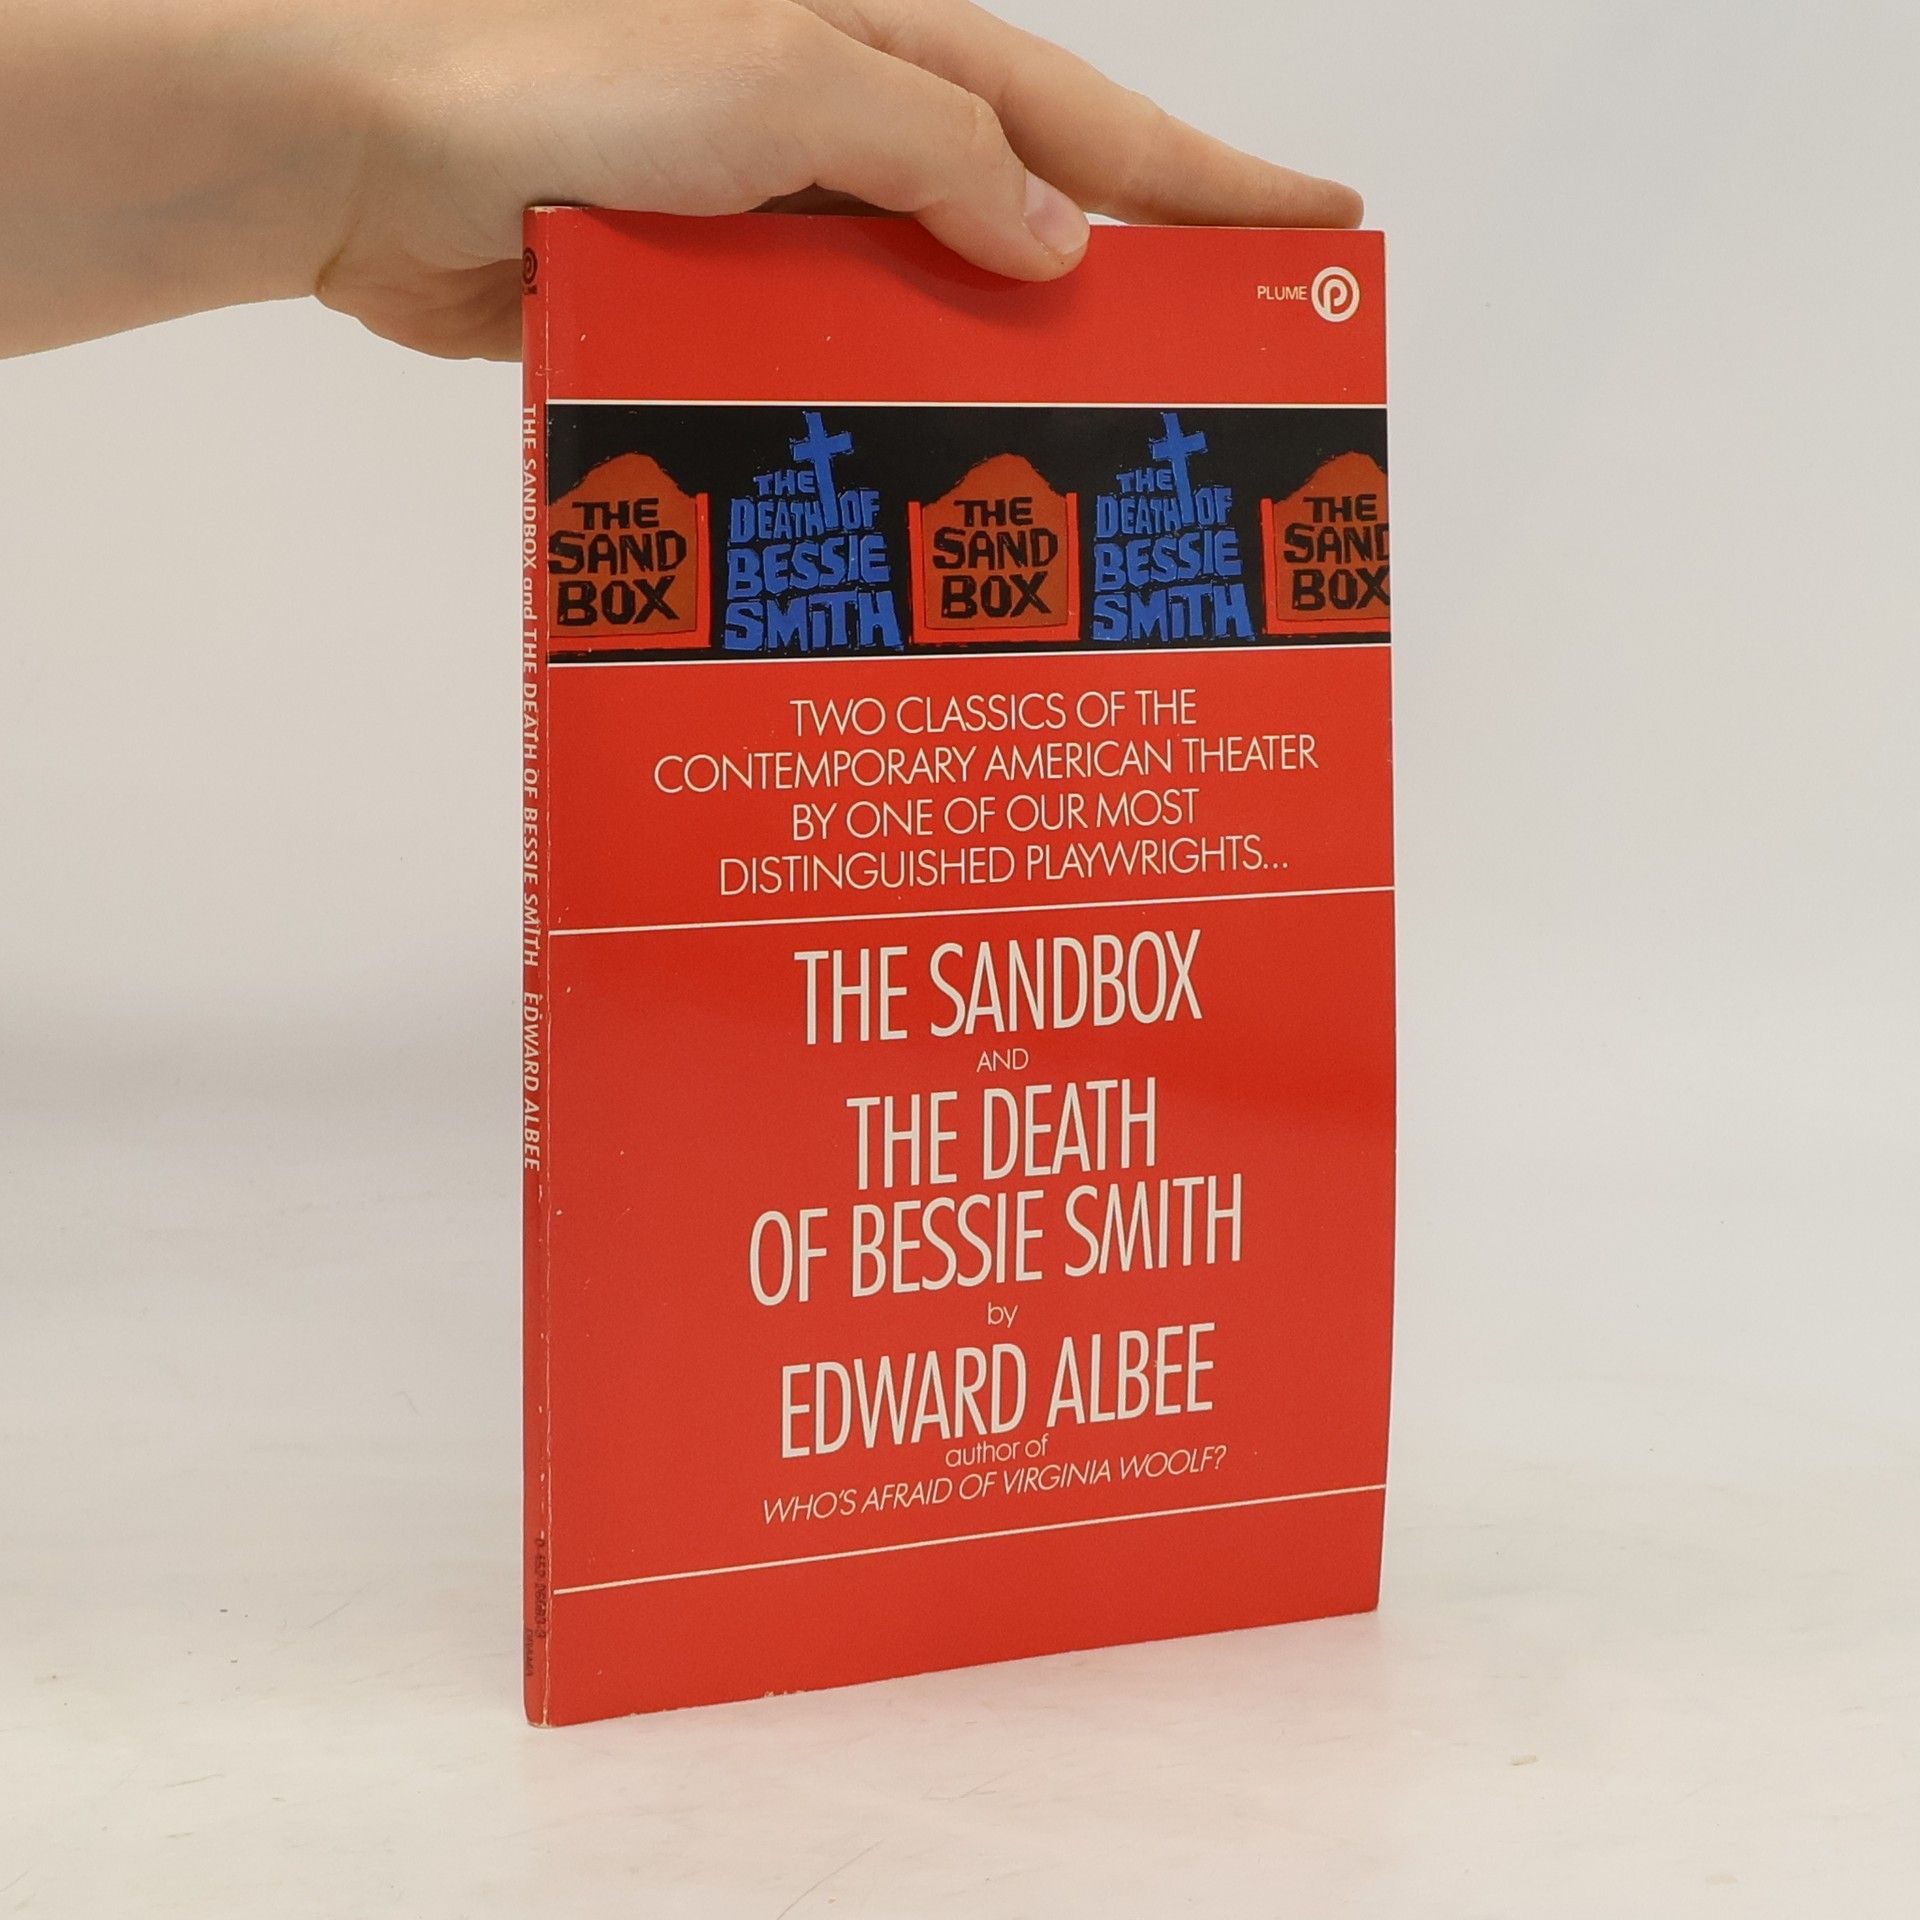 PLUME
THE SANDBOX and THE DEATH OF BESSIE SMITH EDWARD ALBEE
PLUME
THE
SAND
BOX
THE
DEATH OF
BESSIE
SMITH
THE
SAND
BOX
THE
DEATH OF
BESSIE
SMITH
THE
SAND
BOX
TWO CLASSICS OF THE
CONTEMPORARY AMERICAN THEATER
BY ONE OF OUR MOST
DISTINGUISHED PLAYWRIGHTS...
THE SANDBOX
AND
THE DEATH
OF BESSIE SMITH
by
EDWARD ALBEE
author of
WHO'S AFRAID OF VIRGINIA WOOLF?